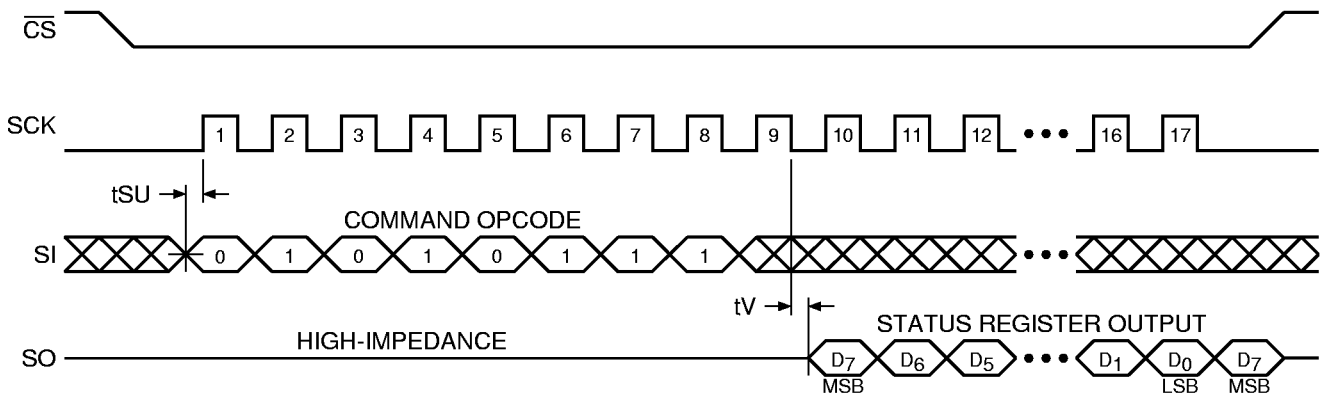 CS
SCK 1 2 3 4 5 6 7 8 9 10 11 12 ••• 16 17
tSU
COMMAND OPCODE
SI 0 1 0 1 0 1 1 1 •••
tV
HIGH-IMPEDANCE STATUS REGISTER OUTPUT
SO D7 D6 D5 ••• D1 D0 D7
MSB LSB MSB